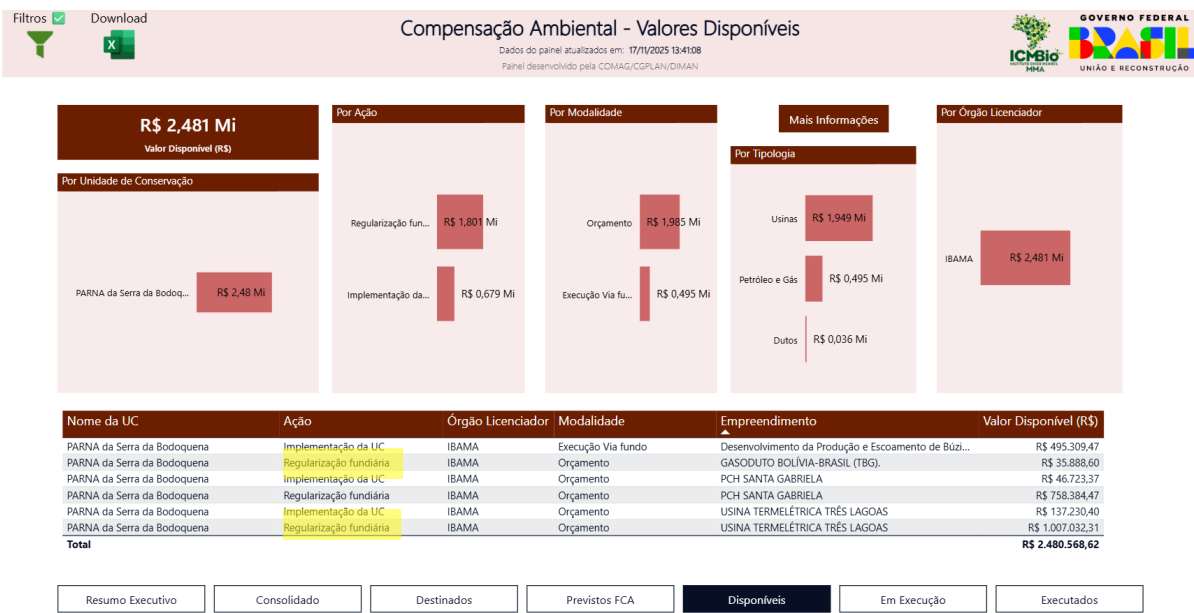 Filtros ✅ Download
Compensação Ambiental - Valores Disponíveis
Dados do painel atualizados em: 17/11/2025 13:41:08
Painel desenvolvido pela COMAG/CGPLAN/DIMAN
ICMBio
INSTITUTO CHICO MENDES
MMA
GOVERNO FEDERAL
BRASIL
UNIÃO E RECONSTRUÇÃO
R$ 2,481 Mi
Valor Disponível (R$)
Por Unidade de Conservação
PARNA da Serra da Bodoq... R$ 2,48 Mi
Por Ação
Regularização fun... R$ 1,801 Mi
Implementação da... R$ 0,679 Mi
Por Modalidade
Orçamento R$ 1,985 Mi
Execução Via fu... R$ 0,495 Mi
Mais Informações
Por Tipologia
Usinas R$ 1,949 Mi
Petróleo e Gás R$ 0,495 Mi
Dutos R$ 0,036 Mi
Por Órgão Licenciador
IBAMA R$ 2,481 Mi
Nome da UC Ação Órgão Licenciador Modalidade Empreendimento Valor Disponível (R$)
PARNA da Serra da Bodoquena Implementação da UC IBAMA Execução Via fundo Desenvolvimento da Produção e Escoamento de Búzi... R$ 495.309,47
PARNA da Serra da Bodoquena Regularização fundiária IBAMA Orçamento GASODUTO BOLÍVIA-BRASIL (TBG). R$ 35.888,60
PARNA da Serra da Bodoquena Implementação da UC IBAMA Orçamento PCH SANTA GABRIELA R$ 46.723,37
PARNA da Serra da Bodoquena Regularização fundiária IBAMA Orçamento PCH SANTA GABRIELA R$ 758.384,47
PARNA da Serra da Bodoquena Implementação da UC IBAMA Orçamento USINA TERMELÉTRICA TRÊS LAGOAS R$ 137.230,40
PARNA da Serra da Bodoquena Regularização fundiária IBAMA Orçamento USINA TERMELÉTRICA TRÊS LAGOAS R$ 1.007.032,31
Total R$ 2.480.568,62
Resumo Executivo Consolidado Destinados Previstos FCA Disponíveis Em Execução Executados